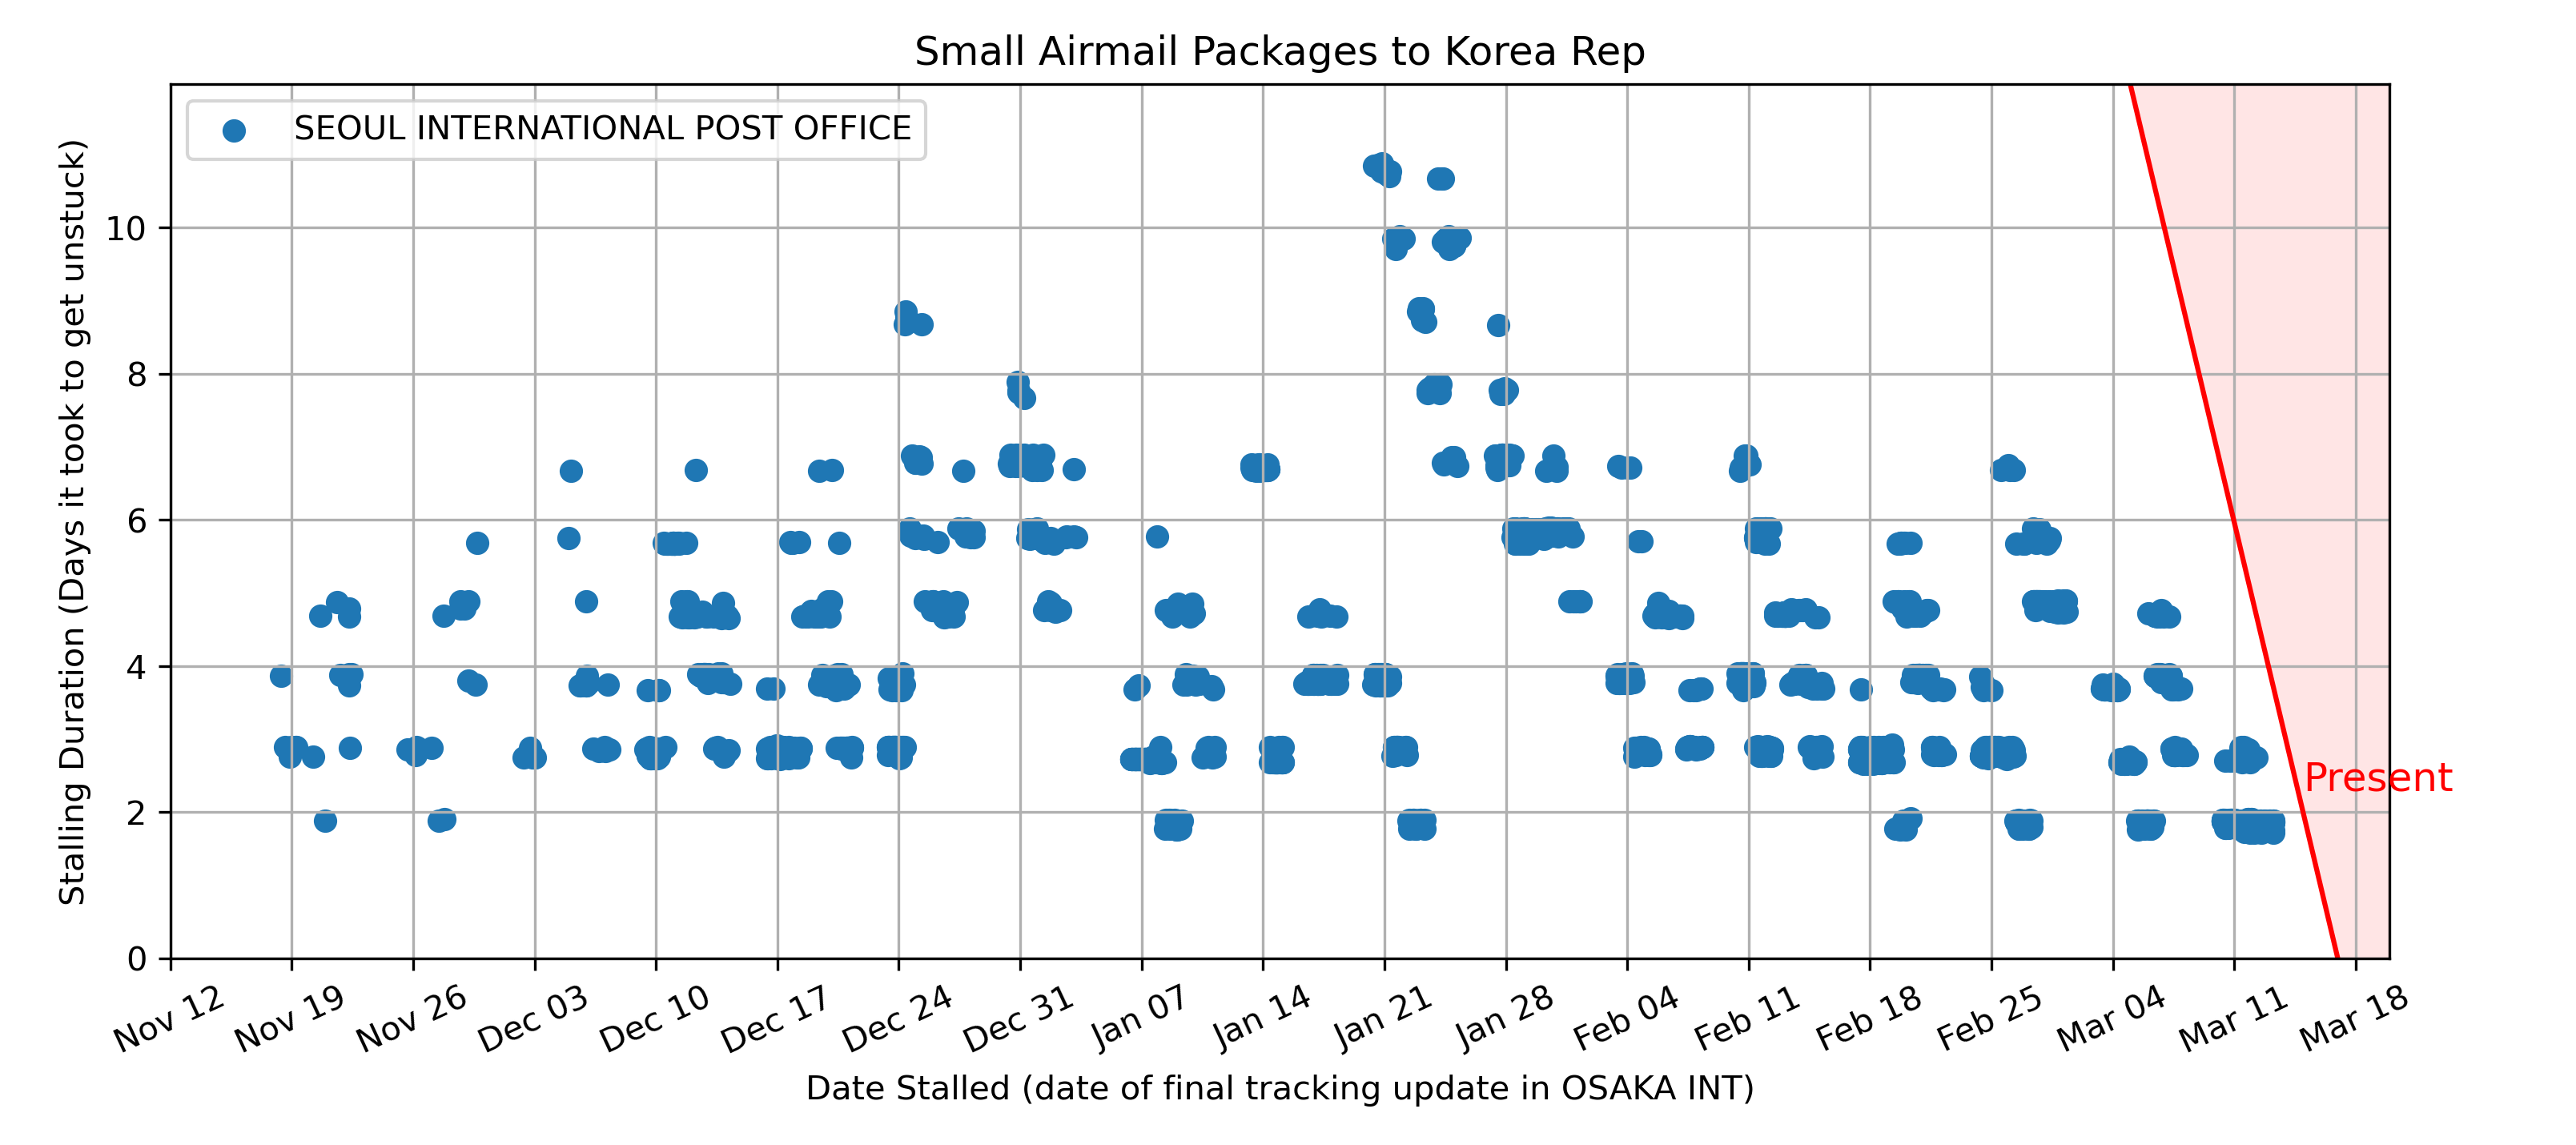 Small Airmail Packages to Korea Rep
SEOUL INTERNATIONAL POST OFFICE
Stalling Duration (Days it took to get unstuck)
10
8
6
4
2
0
Present
Nov 12 Nov 19 Nov 26 Dec 03 Dec 10 Dec 17 Dec 24 Dec 31 Jan 07 Jan 14 Jan 21 Jan 28 Feb 04 Feb 11 Feb 18 Feb 25 Mar 04 Mar 11 Mar 18
Date Stalled (date of final tracking update in OSAKA INT)